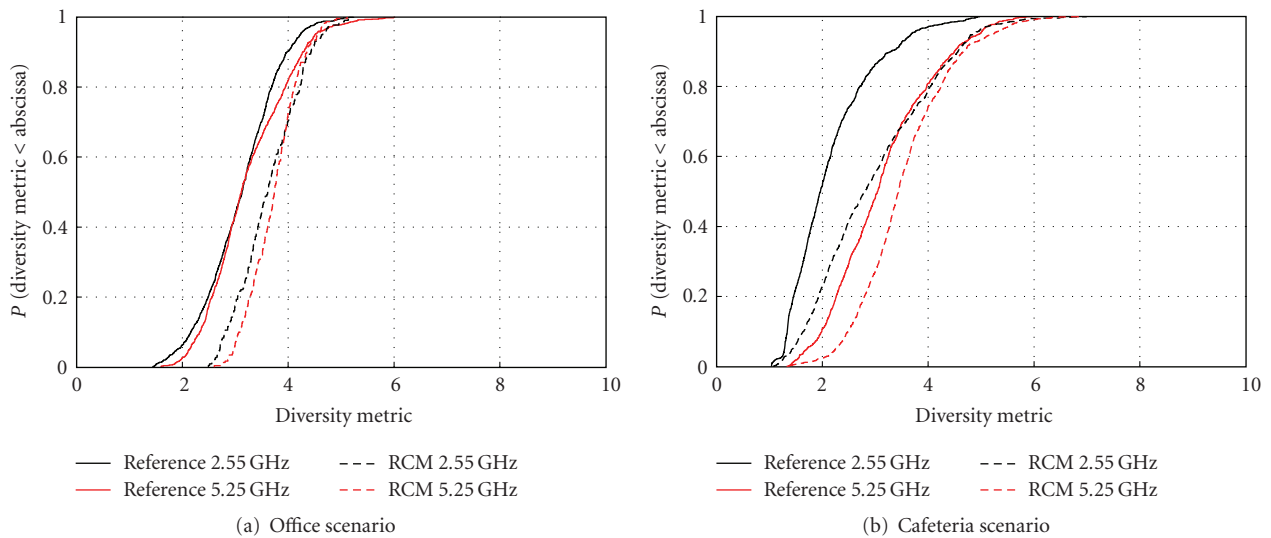 P (diversity metric < abscissa)
1
0.8
0.6
0.4
0.2
0
0 2 4 6 8 10
Diversity metric
Reference 2.55 GHz RCM 2.55 GHz
Reference 5.25 GHz RCM 5.25 GHz
(a) Office scenario
P (diversity metric < abscissa)
1
0.8
0.6
0.4
0.2
0
0 2 4 6 8 10
Diversity metric
Reference 2.55 GHz RCM 2.55 GHz
Reference 5.25 GHz RCM 5.25 GHz
(b) Cafeteria scenario